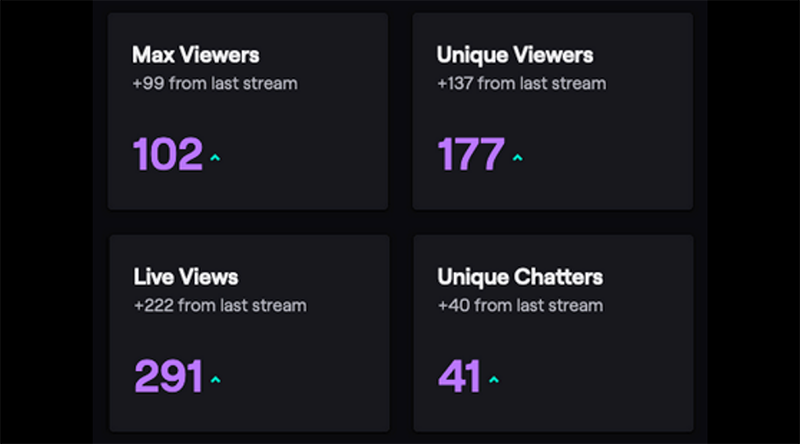 Max Viewers
+99 from last stream
102
Unique Viewers
+137 from last stream
177
Live Views
+222 from last stream
291
Unique Chatters
+40 from last stream
41